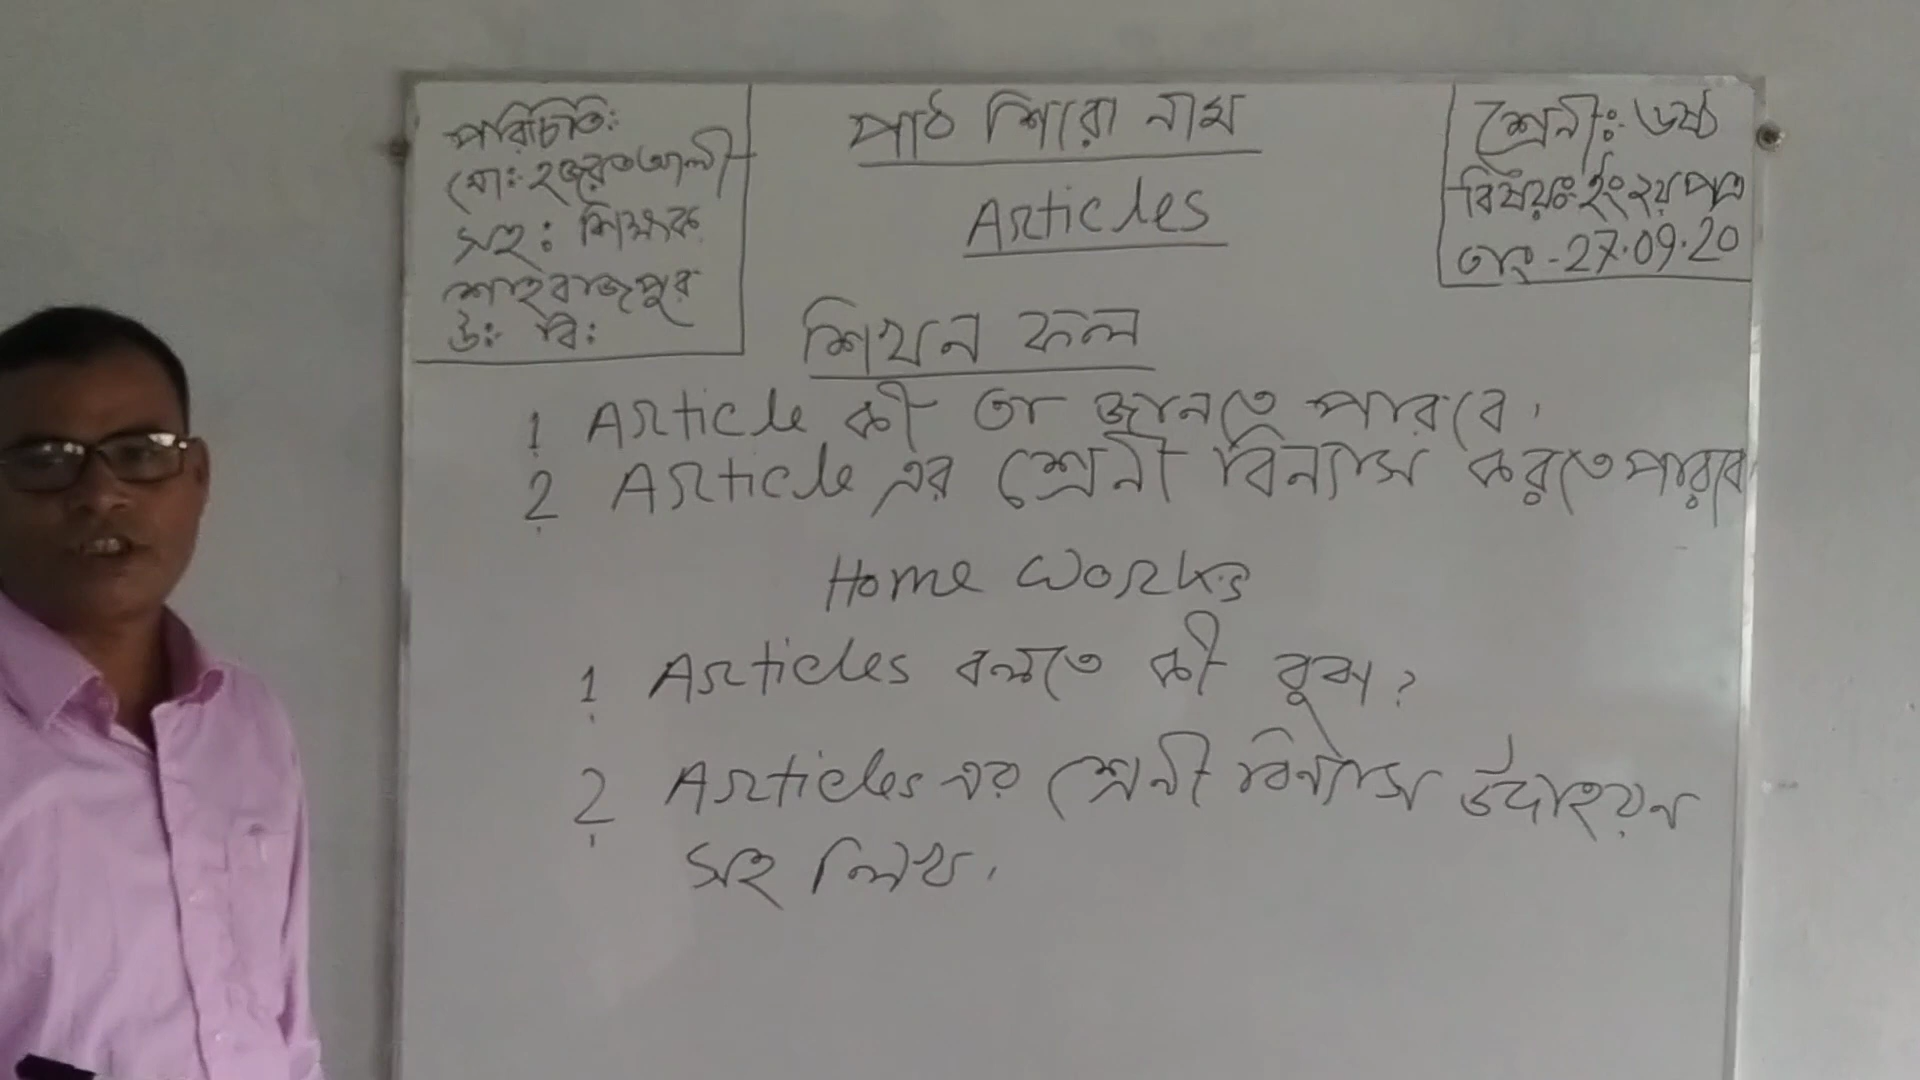 পরিচিতি:
মো: হজরত আলী
সহ: শিক্ষক
শাহবাজপুর
উ: বি:
পাঠ শিরো নাম
Articles
শ্রেনী: ৬ষ্ঠ
বিষয়ঃ ইং ২য় পত্র
তাং - 27.09.20
শিখন ফল
1 Article কী তা জানতে পারবে।
2 Article এর শ্রেনী বিন্যাস করতে পারবে
Home Works
1 Articles বলতে কী বুঝ?
2 Articles এর শ্রেনী বিন্যাস উদাহরন
সহ লিখ।